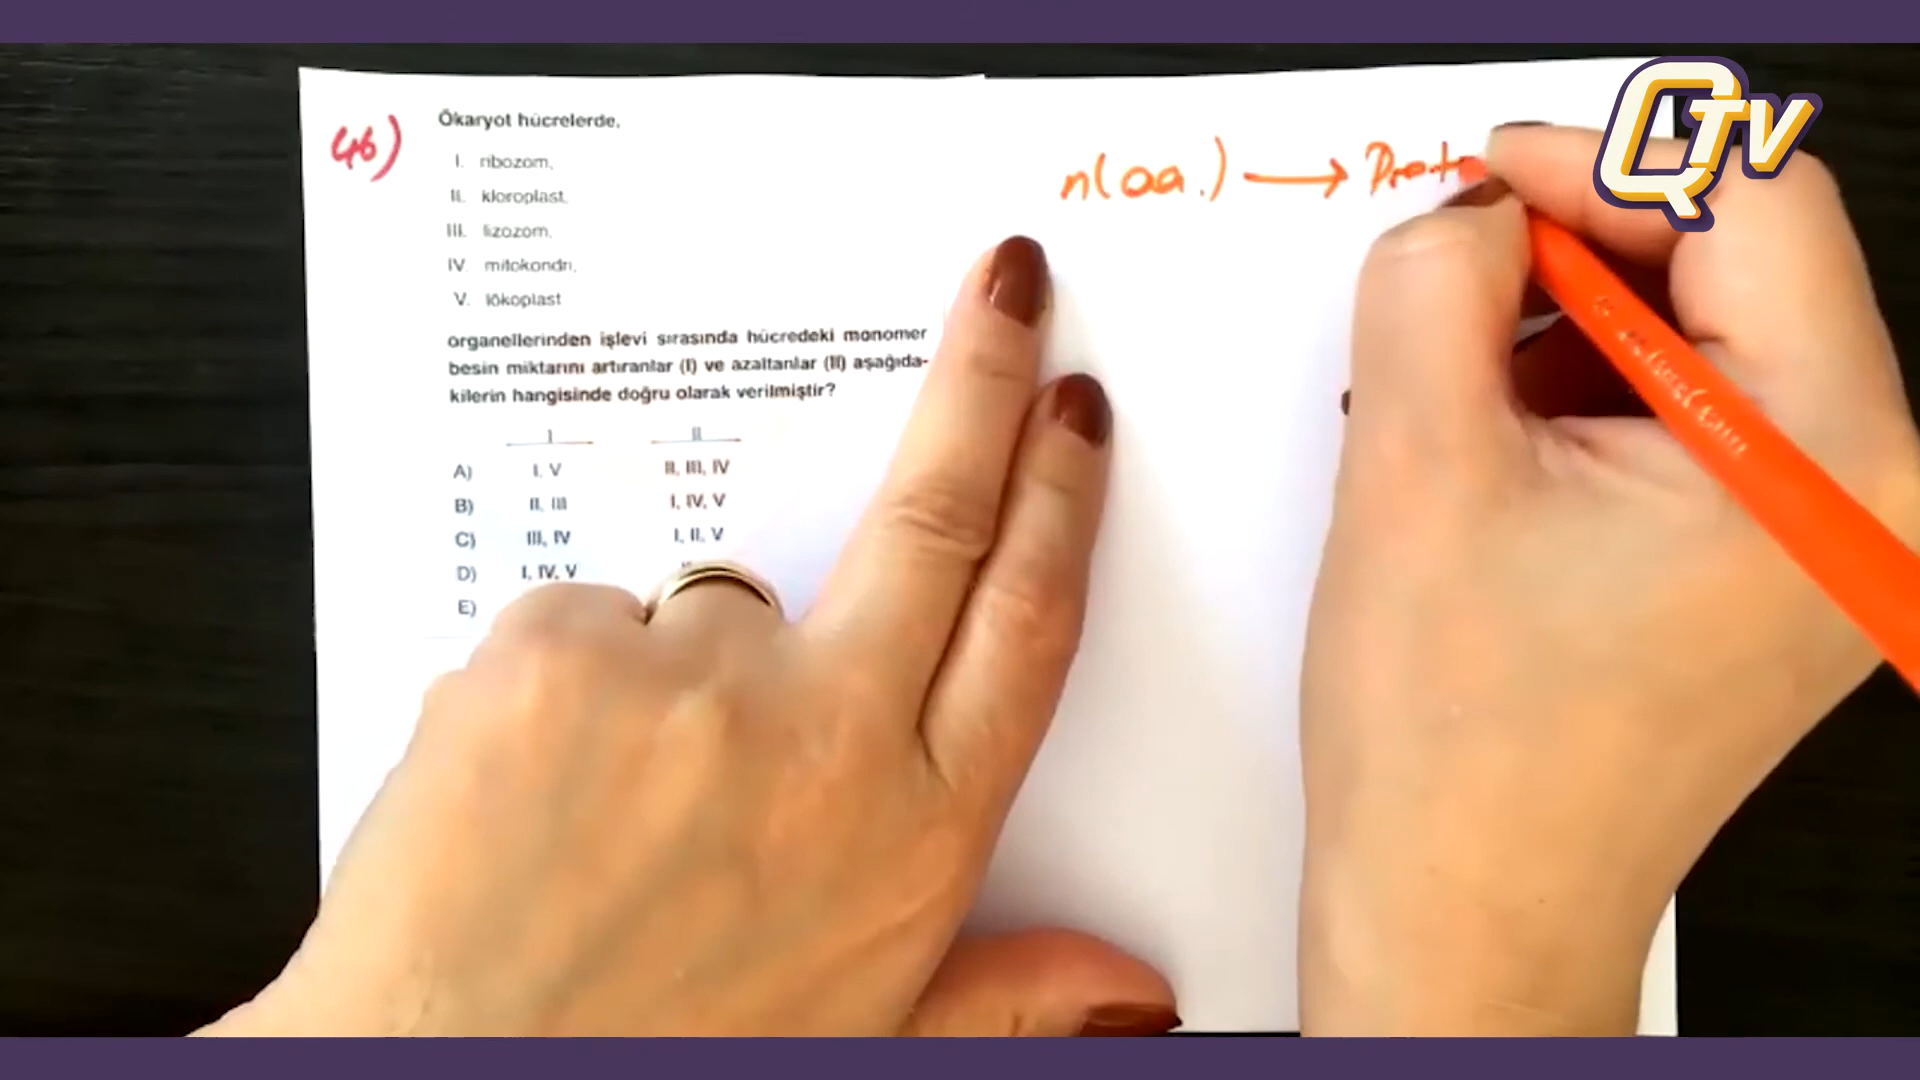 46)
Ökaryot hücrelerde,
I. ribozom,
II. kloroplast,
III. lizozom,
IV. mitokondri,
V. lökoplast
organellerinden işlevi sırasında hücredeki monomer
besin miktarını artıranlar (I) ve azaltanlar (II) aşağıda-
kilerin hangisinde doğru olarak verilmiştir?
I II
A) I, V II, III, IV
B) II, III I, IV, V
C) III, IV I, II, V
D) I, IV, V
E)
n(aa.) → Prote
QTV